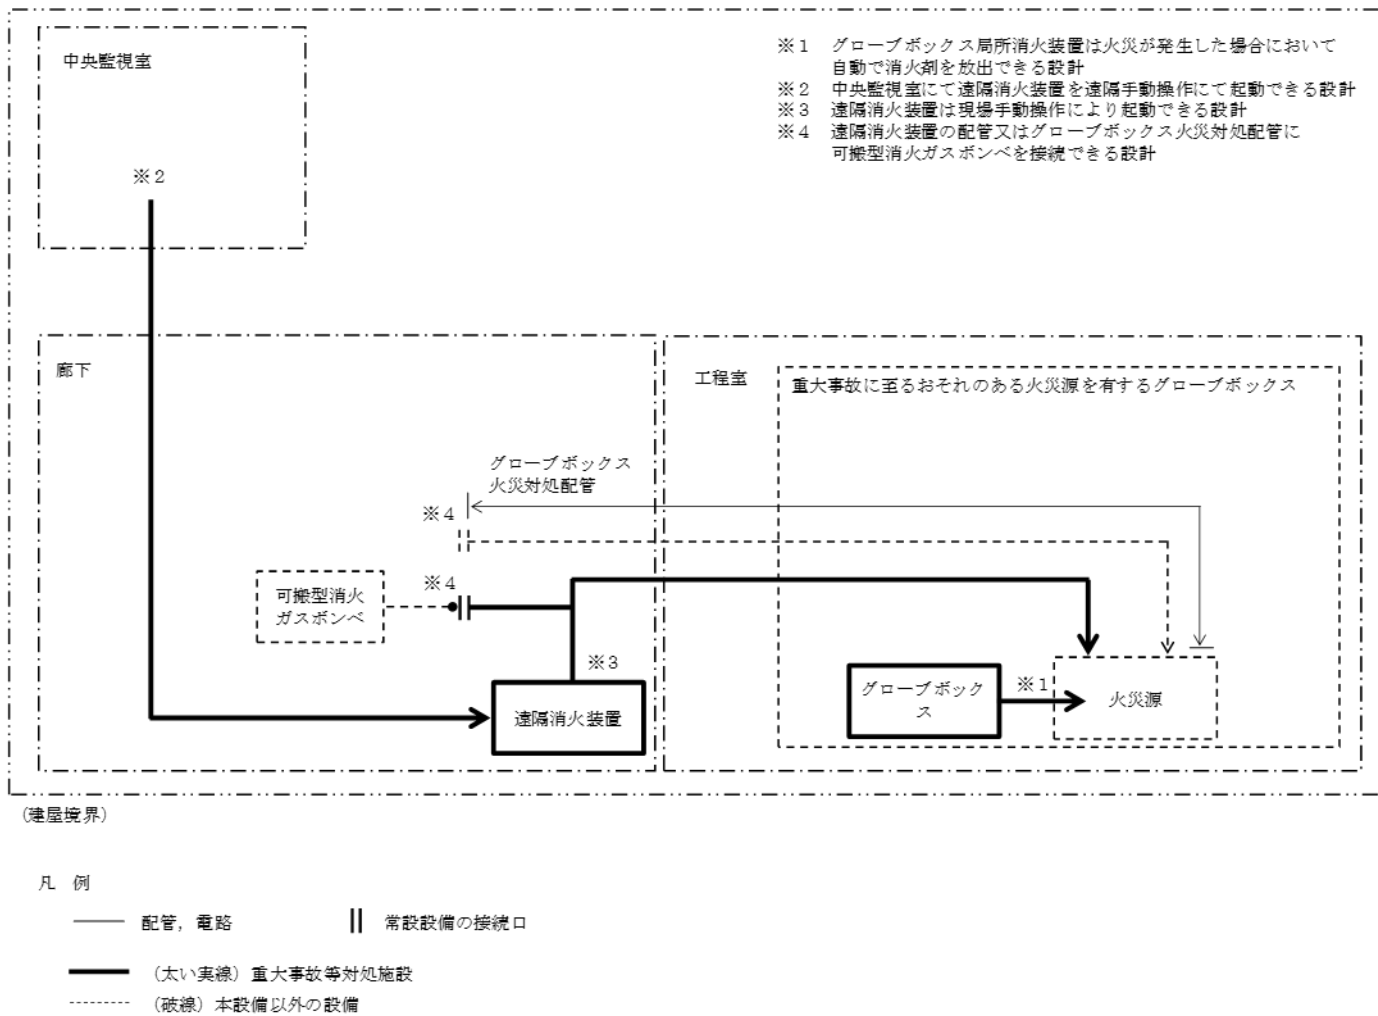 中央監視室
※1 グローブボックス局所消火装置は火災が発生した場合において
自動で消火剤を放出できる設計
※2 中央監視室にて遠隔消火装置を遠隔手動操作にて起動できる設計
※3 遠隔消火装置は現場手動操作により起動できる設計
※4 遠隔消火装置の配管又はグローブボックス火災対処配管に
可搬型消火ガスボンベを接続できる設計
※2
廊下
工程室
重大事故に至るおそれのある火災源を有するグローブボックス
グローブボックス
火災対処配管
※4
※4
可搬型消火
ガスボンベ
※3
遠隔消火装置
グローブボック
ス
※1
火災源
(建屋境界)
凡 例
配管，電路
常設設備の接続口
(太い実線) 重大事故等対処施設
(破線) 本設備以外の設備